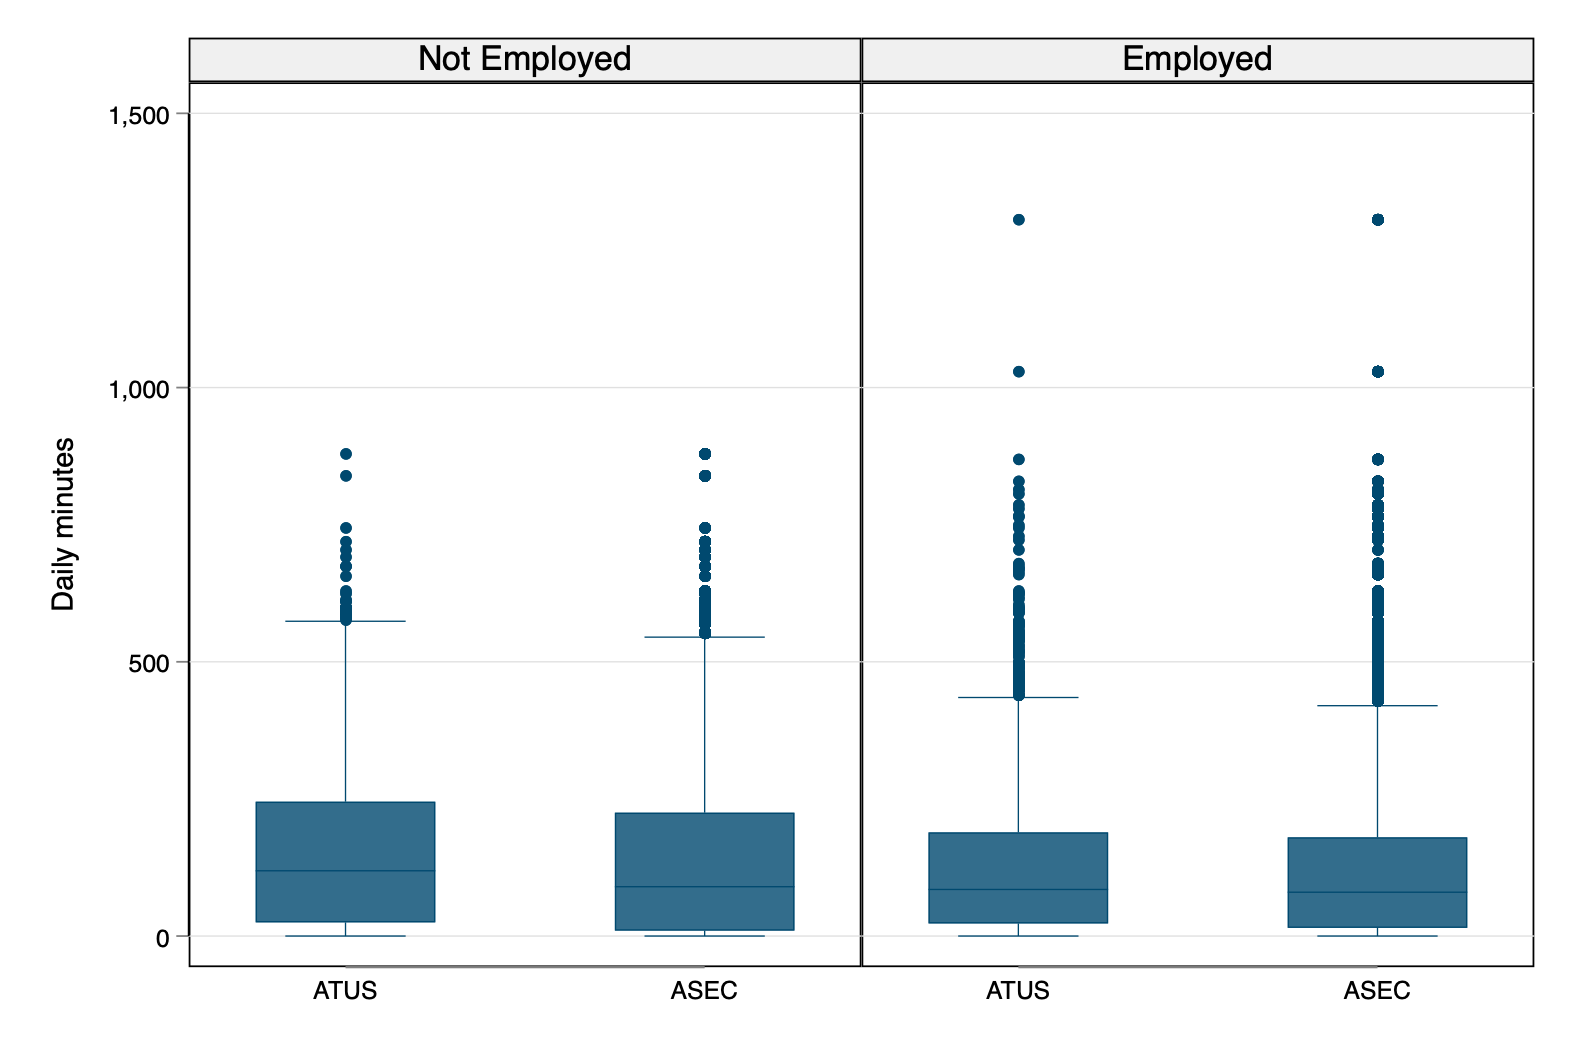 Not Employed
Employed
1,500
1,000
500
0
Daily minutes
ATUS
ASEC
ATUS
ASEC